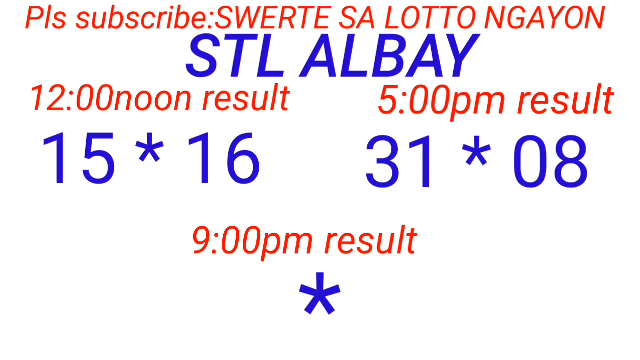 Pls subscribe:SWERTE SA LOTTO NGAYON
STL ALBAY
12:00noon result 5:00pm result
15 * 16 31 * 08
9:00pm result
*